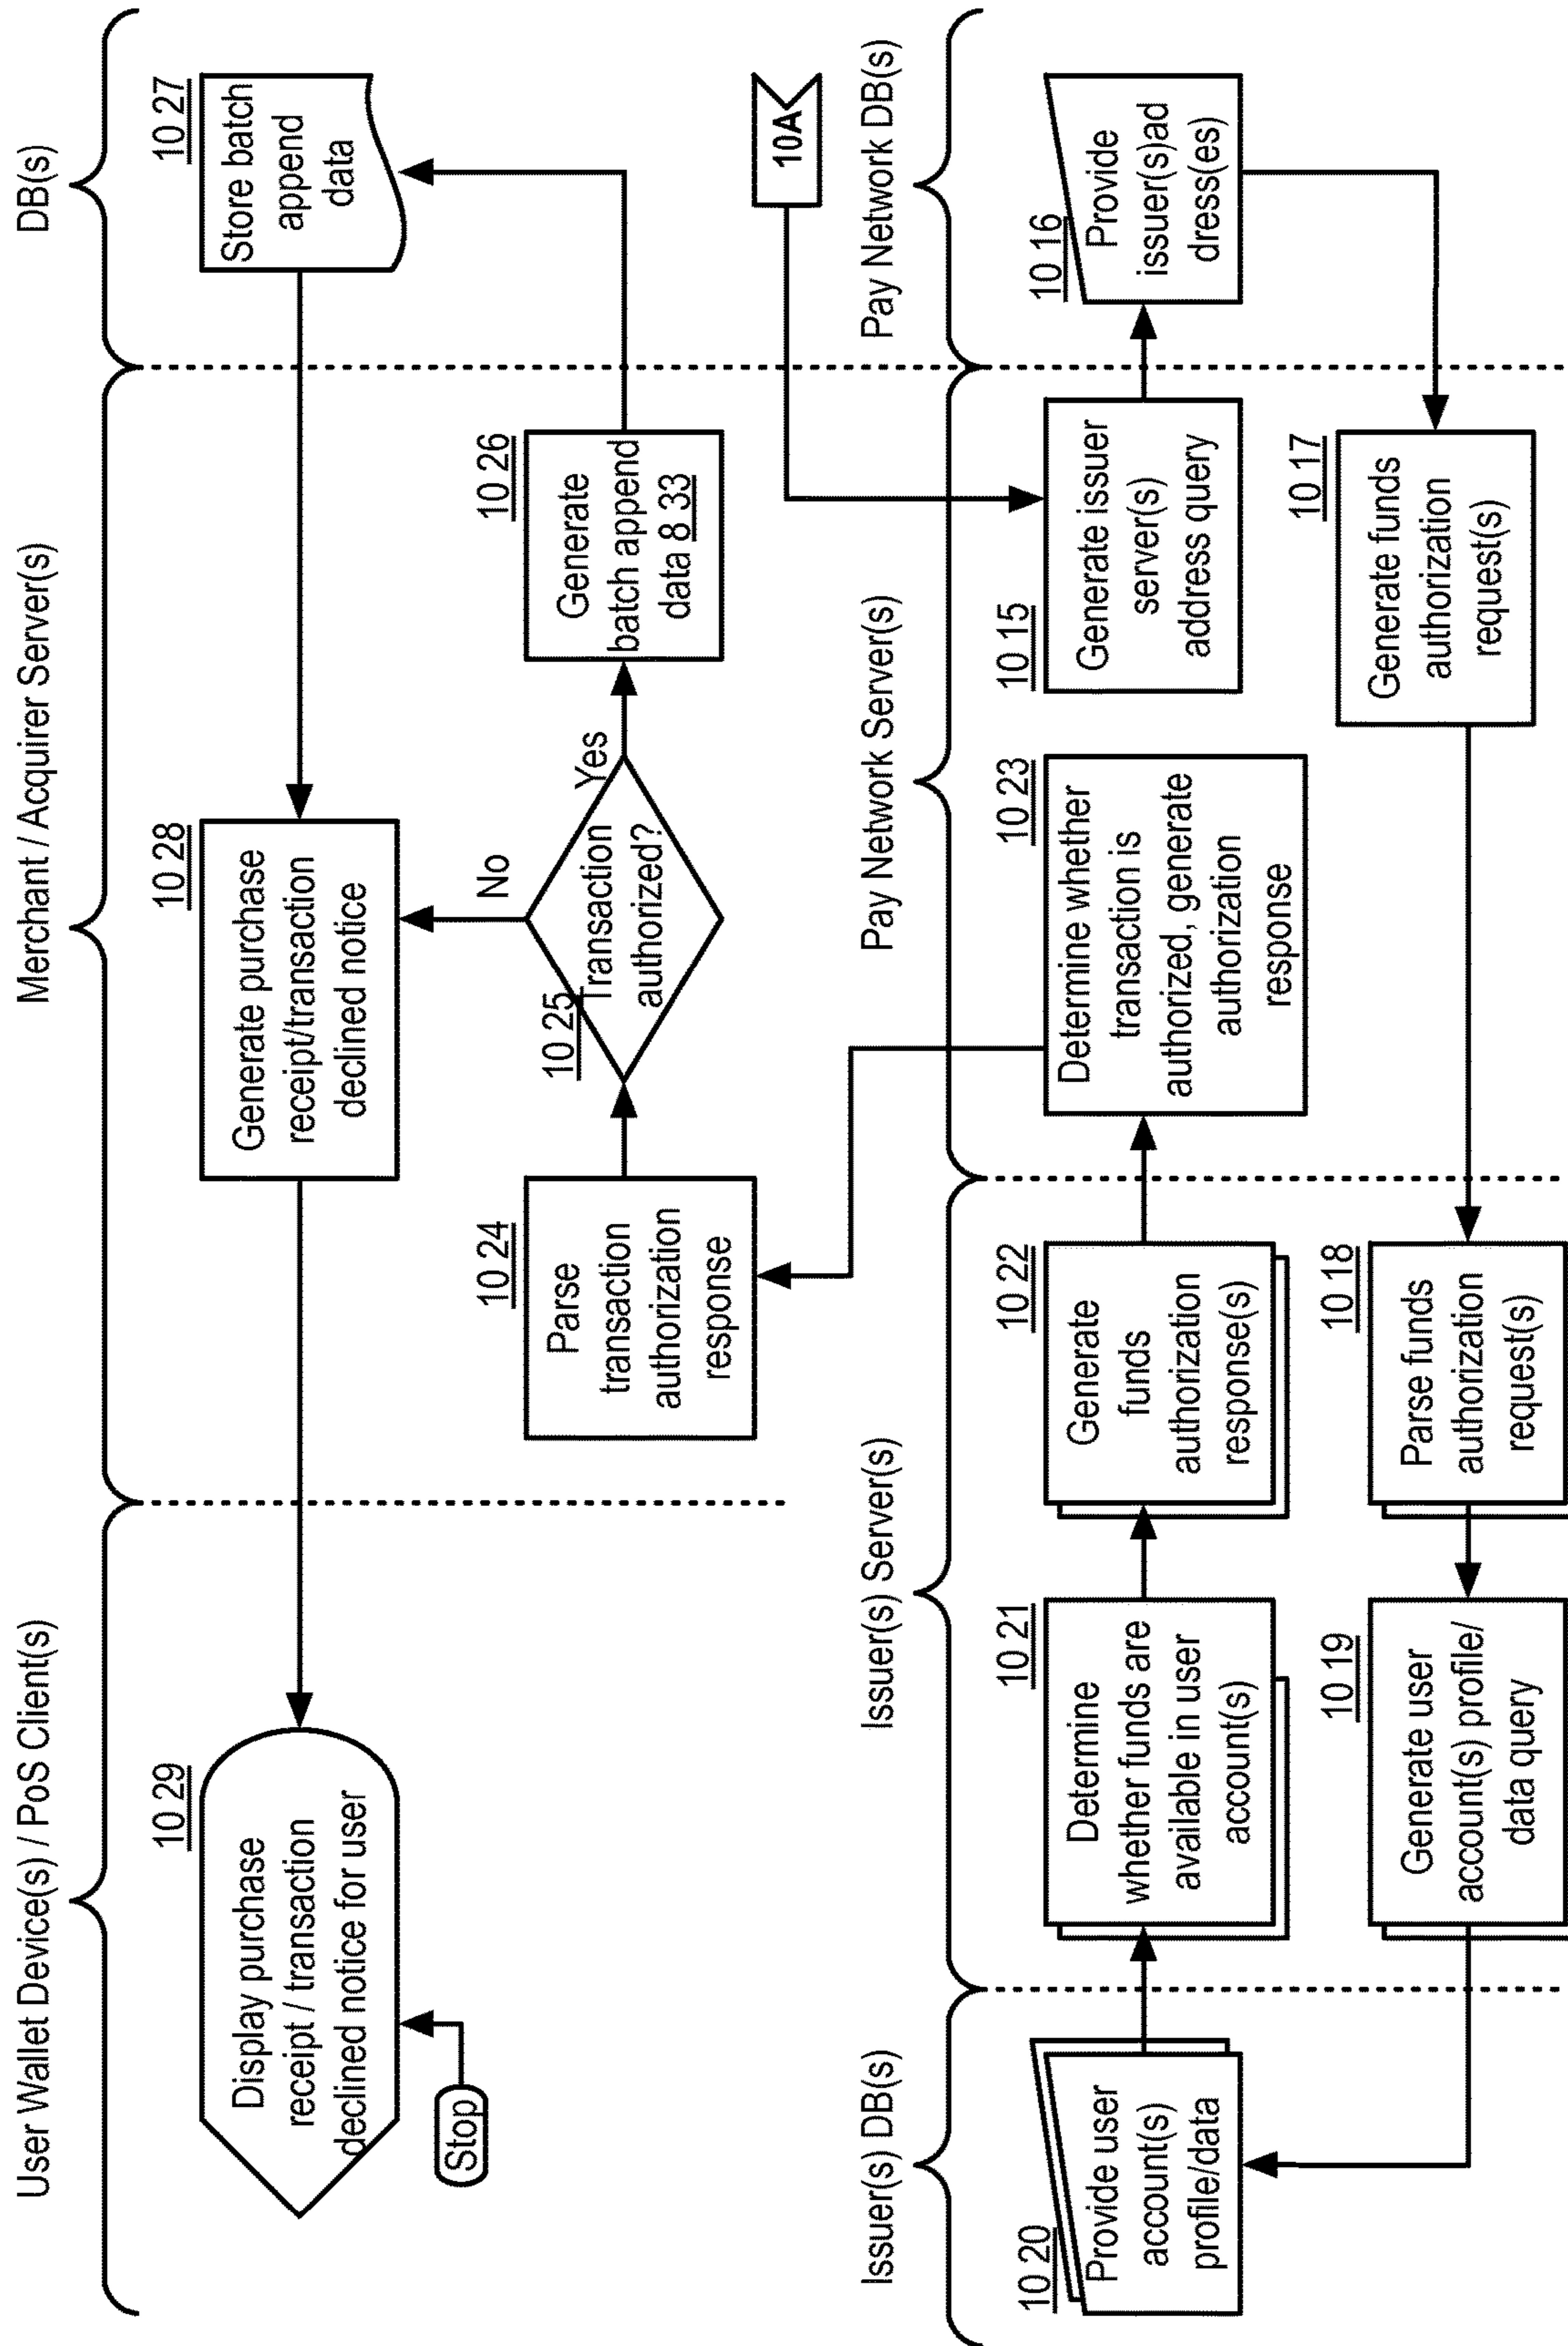 User Wallet Device(s) / PoS Client(s)
Merchant / Acquirer Server(s)
DB(s)
10 29
Display purchase
receipt / transaction
declined notice for user
Stop
10 28
Generate purchase
receipt/transaction
declined notice
10 27
Store batch
append
data
10 24
Parse
transaction
authorization
response
10 25
Transaction
authorized?
No
Yes
10 26
Generate
batch append
data 8 33
10A
Issuer(s) DB(s)
Issuer(s) Server(s)
Pay Network Server(s)
Pay Network DB(s)
10 20
Provide user
account(s)
profile/data
10 21
Determine
whether funds are
available in user
account(s)
10 22
Generate
funds
authorization
response(s)
10 23
Determine whether
transaction is
authorized, generate
authorization
response
10 15
Generate issuer
server(s)
address query
10 16
Provide
issuer(s)ad
dress(es)
10 19
Generate user
account(s) profile/
data query
10 18
Parse funds
authorization
request(s)
10 17
Generate funds
authorization
request(s)